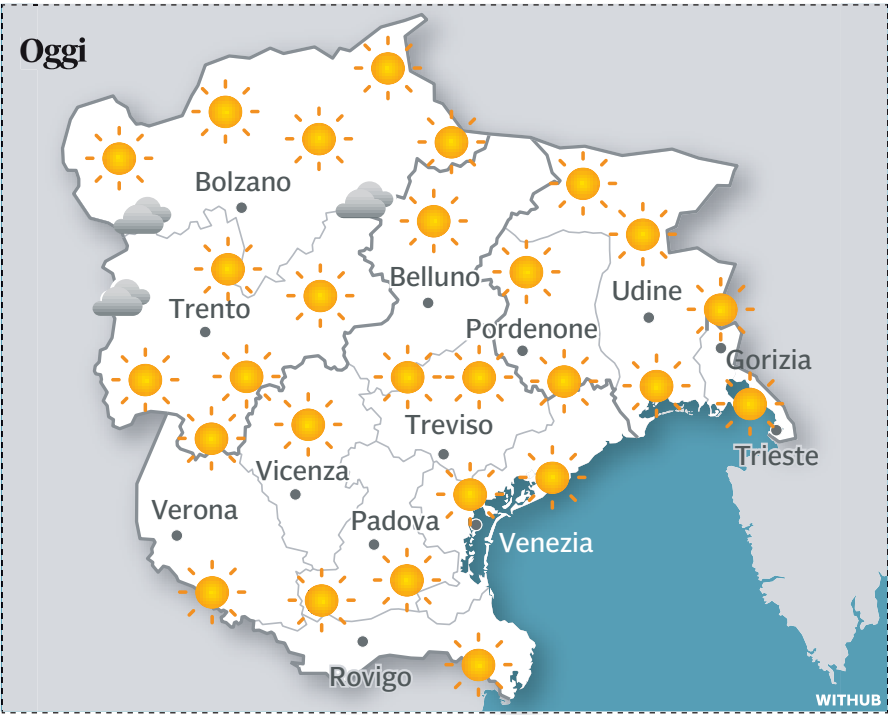 Oggi
Bolzano
Belluno
Udine
Trento
Pordenone
Gorizia
Treviso
Trieste
Vicenza
Verona
Padova
Venezia
Rovigo
WITHUB